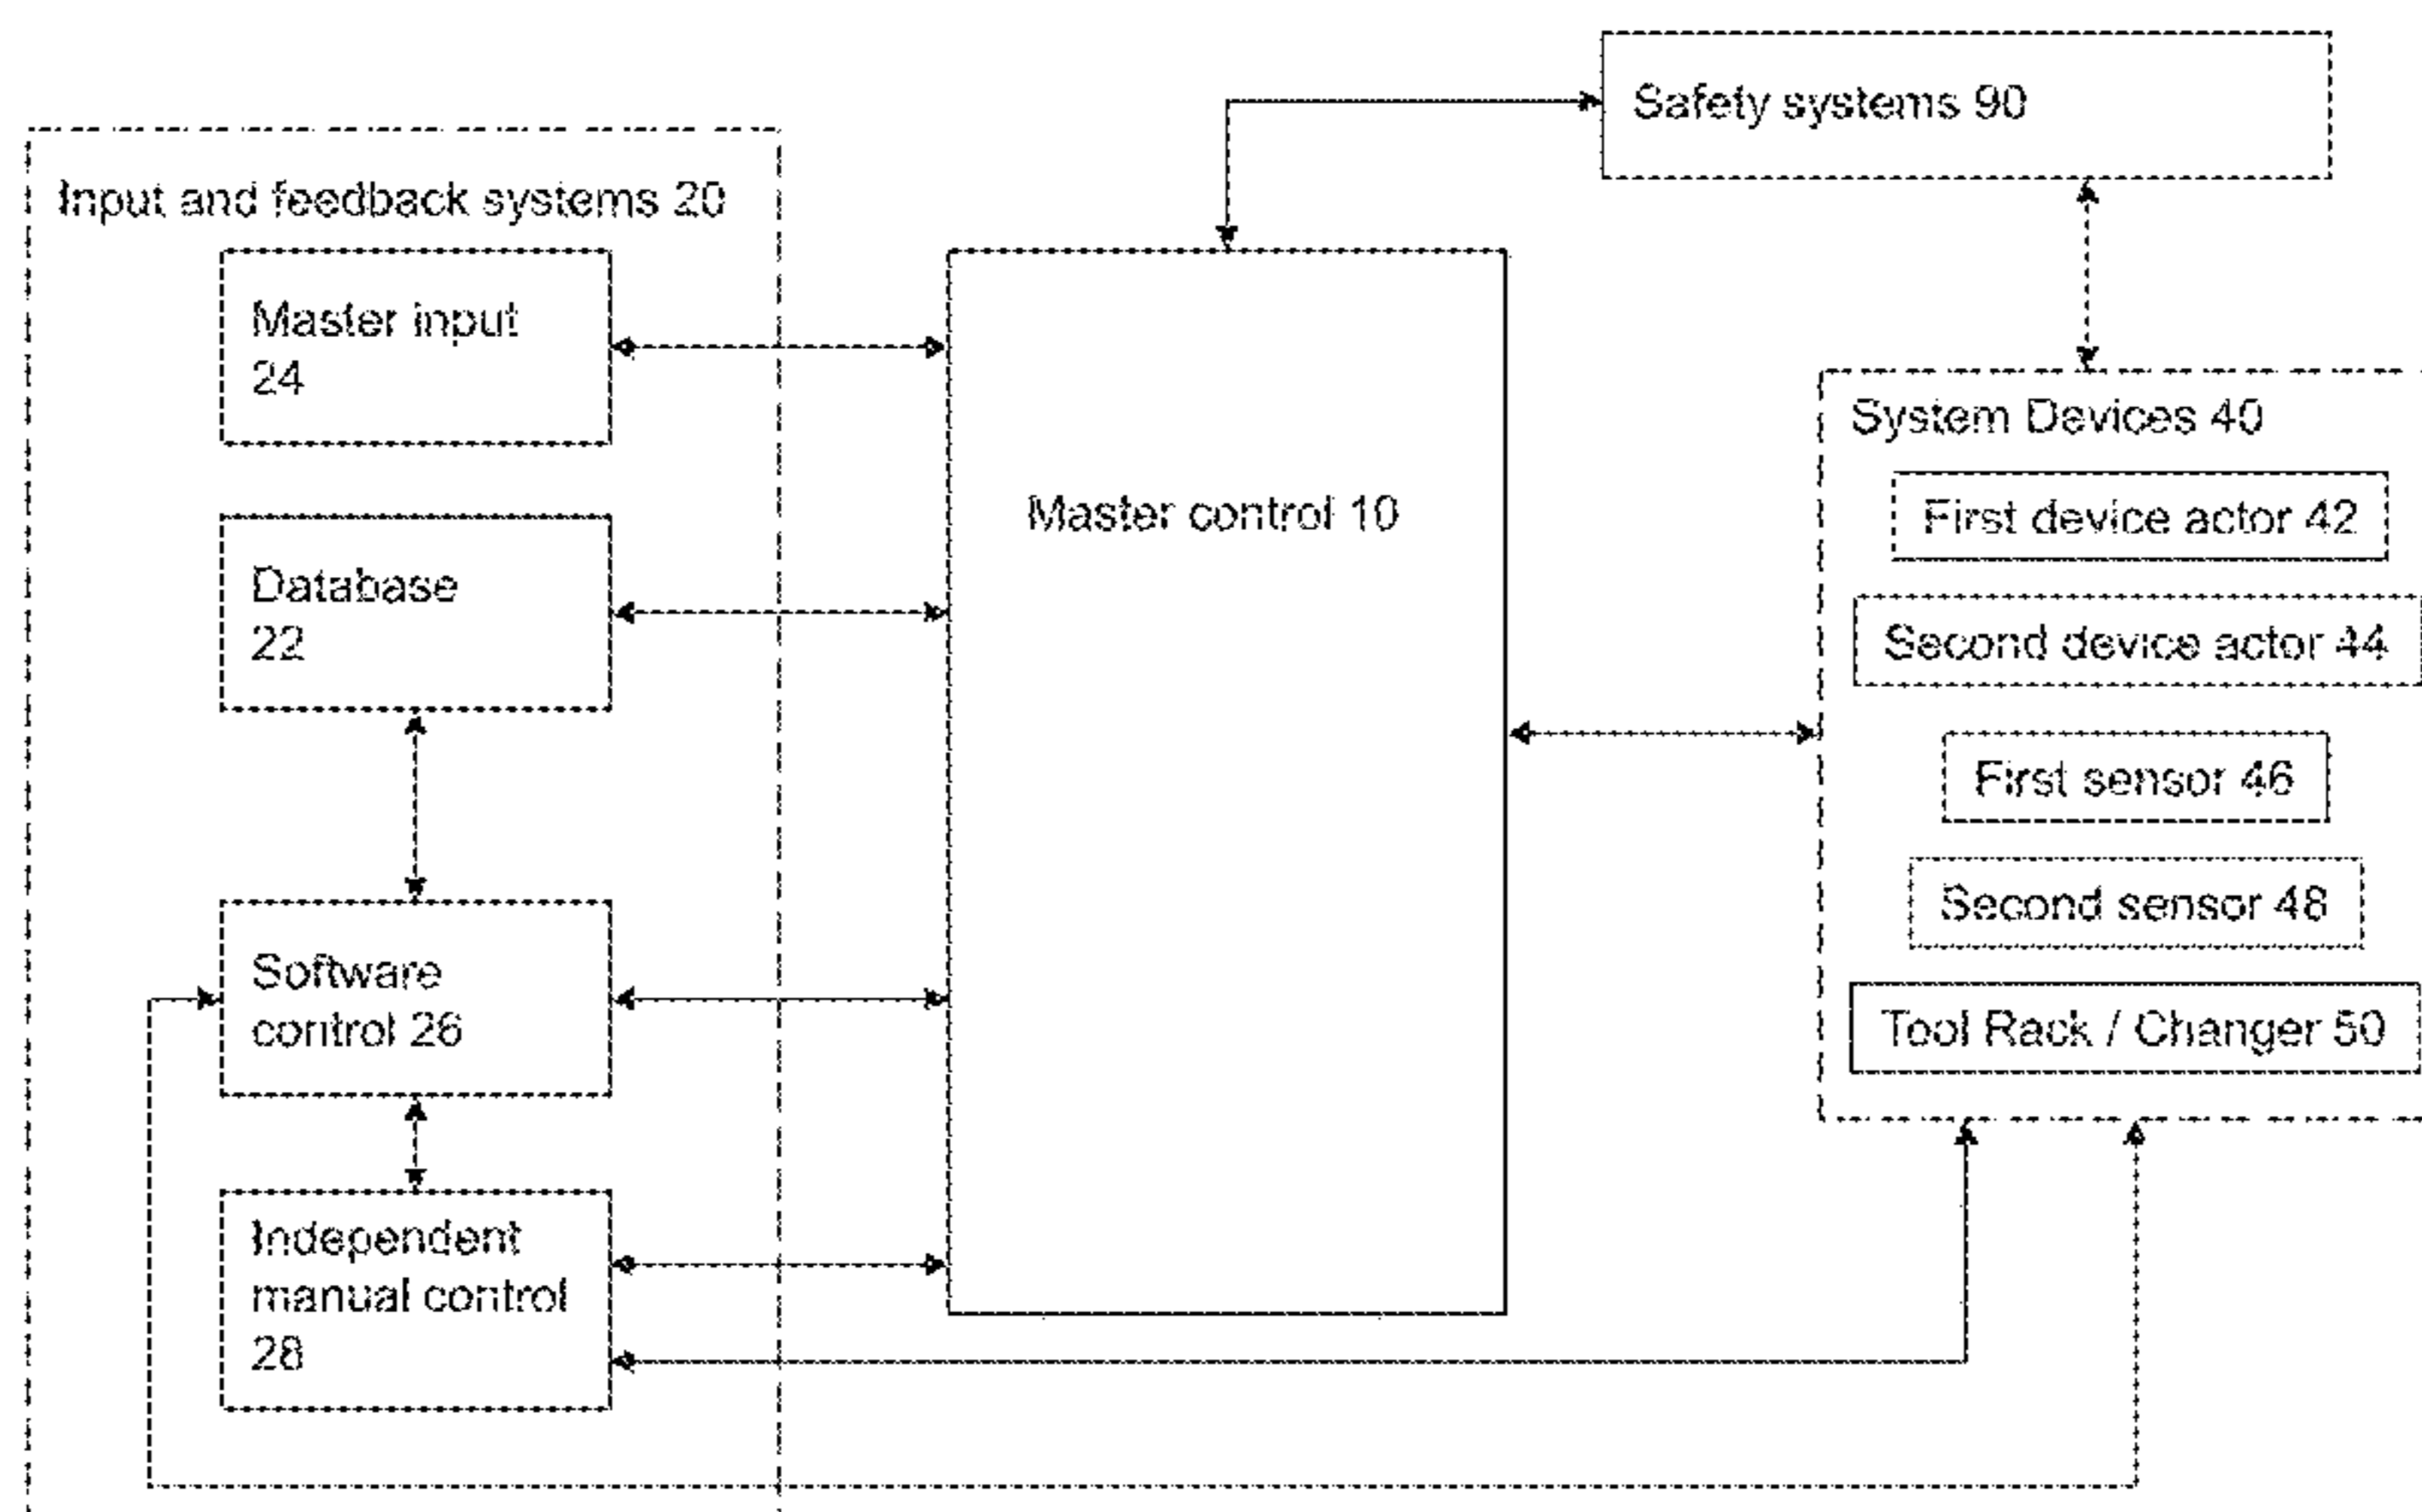 Safety systems 90
Input and feedback systems 20
Master input
24
Database
22
Software
control 26
Independent
manual control
28
Master control 10
System Devices 40
First device actor 42
Second device actor 44
First sensor 46
Second sensor 48
Tool Rack / Changer 50